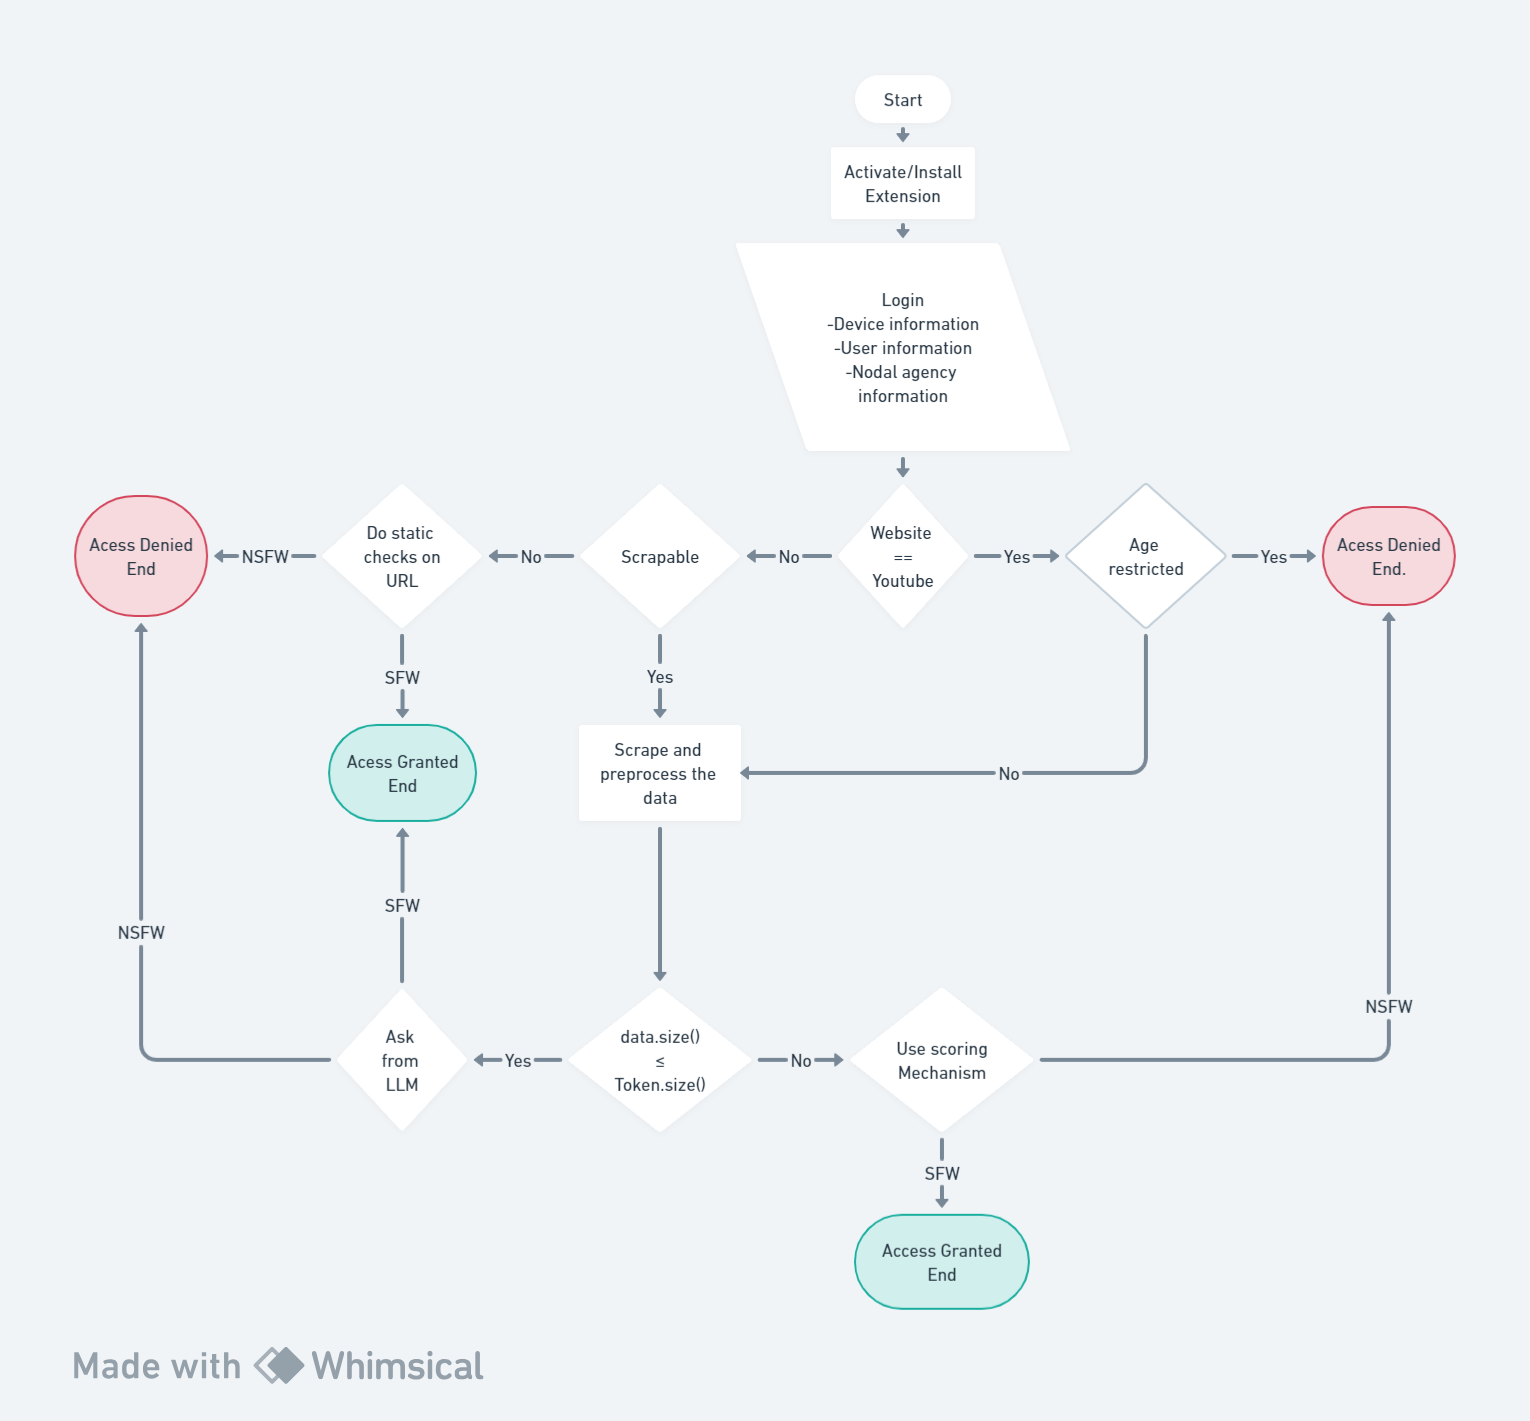 Start
Activate/Install
Extension
Login
-Device information
-User information
-Nodal agency
information
Acess Denied
End
NSFW
Do static
checks on
URL
No
Scrapable
No
Website
==
Youtube
Yes
Age
restricted
Yes
Acess Denied
End.
SFW
Yes
Acess Granted
End
Scrape and
preprocess the
data
No
SFW
NSFW
NSFW
Ask
from
LLM
Yes
data.size()
≤
Token.size()
No
Use scoring
Mechanism
SFW
Access Granted
End
Made with Whimsical